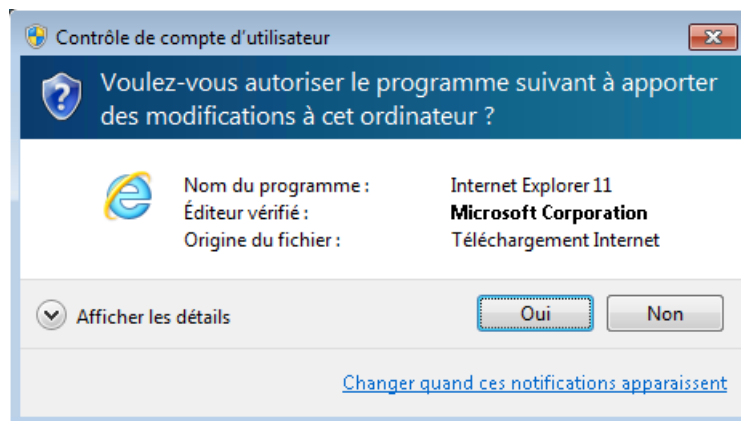 Contrôle de compte d'utilisateur
Voulez-vous autoriser le programme suivant à apporter
des modifications à cet ordinateur ?
Nom du programme : Internet Explorer 11
Éditeur vérifié : Microsoft Corporation
Origine du fichier : Téléchargement Internet
Afficher les détails Oui Non
Changer quand ces notifications apparaissent